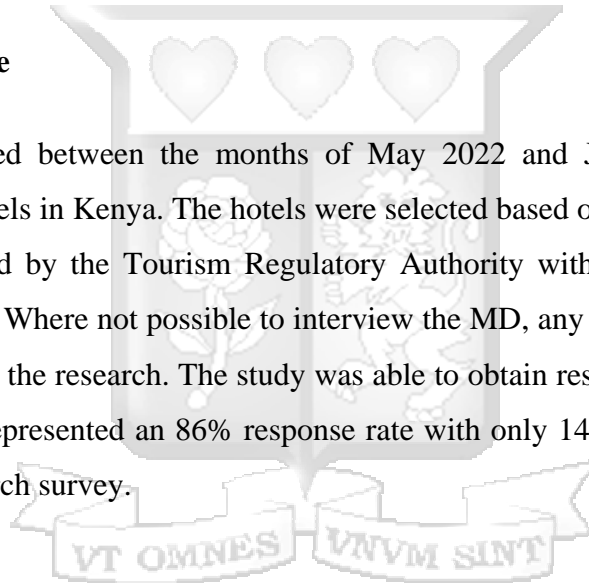 e
ed between the months of May 2022 and J
els in Kenya. The hotels were selected based o
d by the Tourism Regulatory Authority with
Where not possible to interview the MD, any
the research. The study was able to obtain res
epresented an 86% response rate with only 14
rch survey.
VT OMNES VNVM SINT